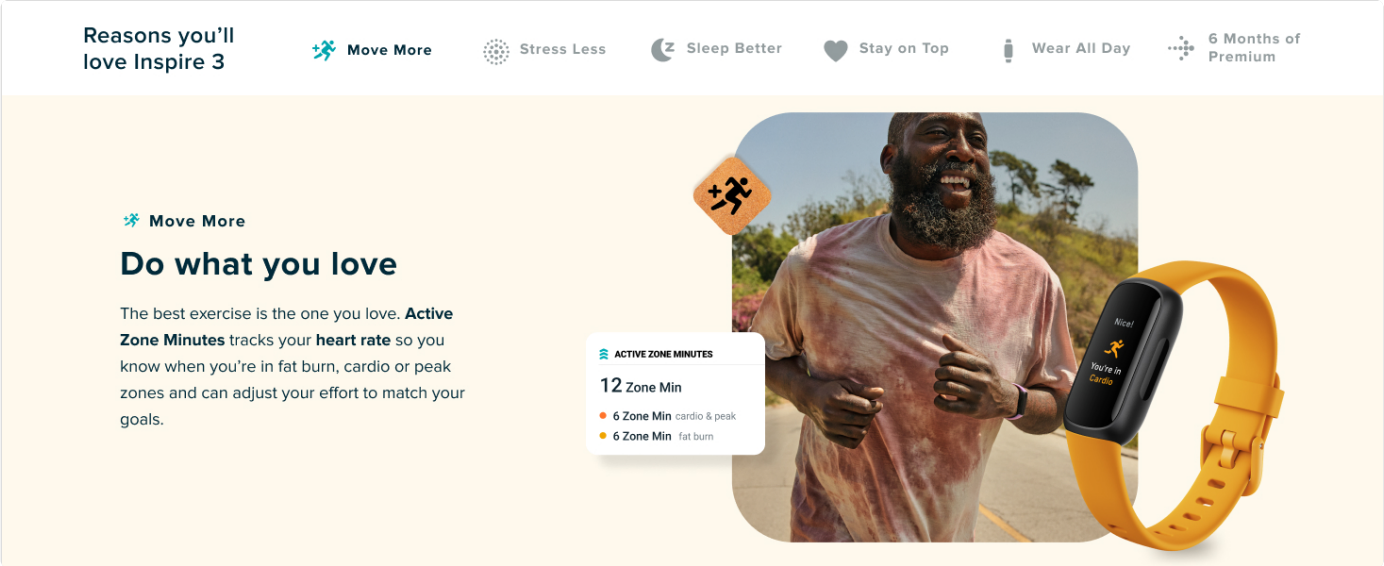 Reasons you’ll
love Inspire 3
Move More
Stress Less
Sleep Better
Stay on Top
Wear All Day
6 Months of
Premium
Move More
Do what you love
The best exercise is the one you love. Active
Zone Minutes tracks your heart rate so you
know when you’re in fat burn, cardio or peak
zones and can adjust your effort to match your
goals.
ACTIVE ZONE MINUTES
12 Zone Min
6 Zone Min cardio & peak
6 Zone Min fat burn
Nice!
You're in
Cardio